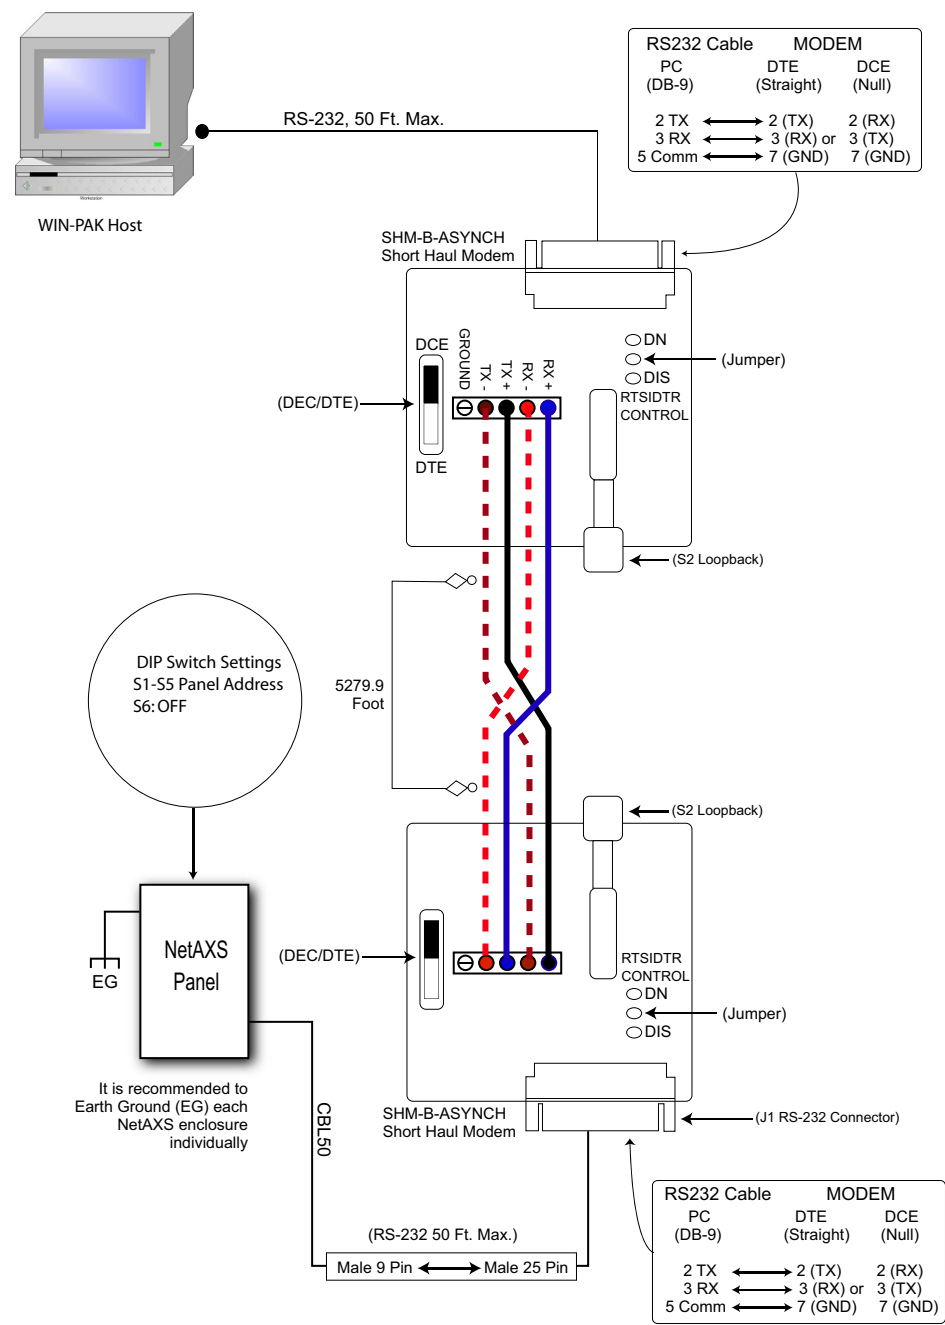 RS232 Cable MODEM
PC DTE DCE
(DB-9) (Straight) (Null)
2 TX 2 (TX) 2 (RX)
3 RX 3 (RX) or 3 (TX)
5 Comm 7 (GND) 7 (GND)
RS-232, 50 Ft. Max.
Workstation
WIN-PAK Host
SHM-B-ASYNCH
Short Haul Modem
DCE
GROUND
TX -
TX +
RX -
RX +
DN
(Jumper)
DIS
RTSIDTR
CONTROL
(DEC/DTE)
DTE
(S2 Loopback)
DIP Switch Settings
S1-S5 Panel Address
S6: OFF
5279.9
Foot
(S2 Loopback)
NetAXS
Panel
EG
(DEC/DTE)
RTSIDTR
CONTROL
DN
(Jumper)
DIS
It is recommended to
Earth Ground (EG) each
NetAXS enclosure
individually
CBL50
SHM-B-ASYNCH
Short Haul Modem
(J1 RS-232 Connector)
(RS-232 50 Ft. Max.)
Male 9 Pin Male 25 Pin
RS232 Cable MODEM
PC DTE DCE
(DB-9) (Straight) (Null)
2 TX 2 (TX) 2 (RX)
3 RX 3 (RX) or 3 (TX)
5 Comm 7 (GND) 7 (GND)